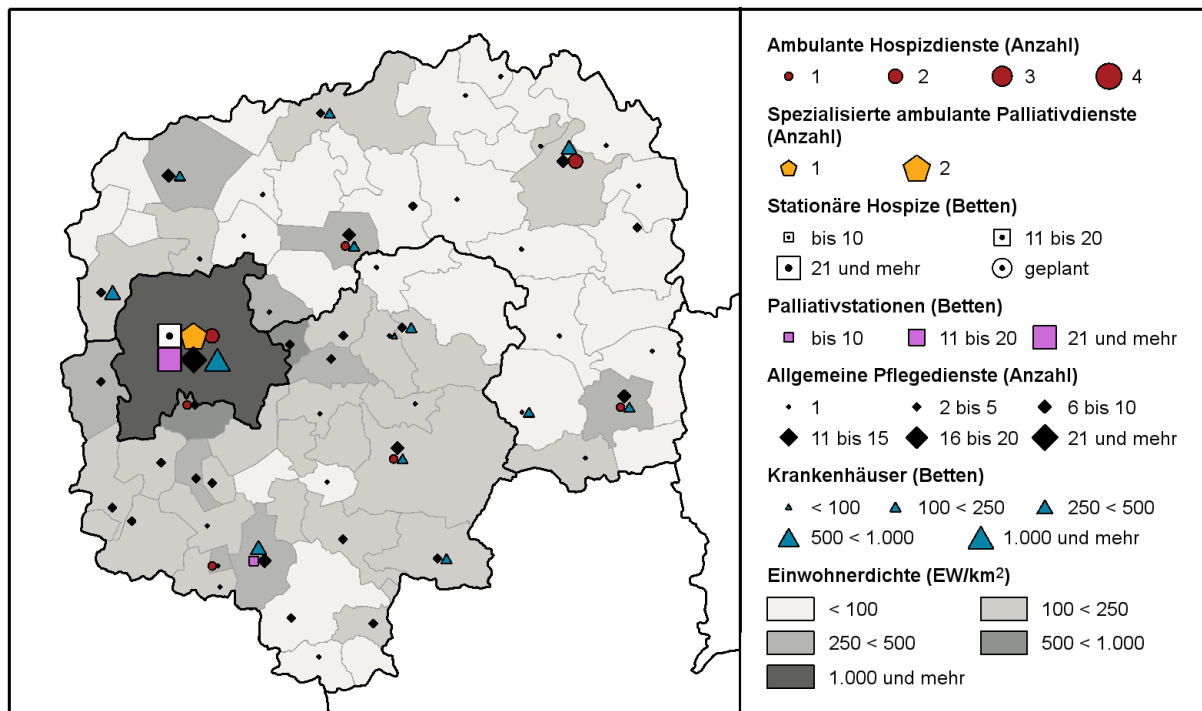 Ambulante Hospizdienste (Anzahl)
1 2 3 4
Spezialisierte ambulante Palliativdienste
(Anzahl)
1 2
Stationäre Hospize (Betten)
bis 10 11 bis 20
21 und mehr geplant
Palliativstationen (Betten)
bis 10 11 bis 20 21 und mehr
Allgemeine Pflegedienste (Anzahl)
1 2 bis 5 6 bis 10
11 bis 15 16 bis 20 21 und mehr
Krankenhäuser (Betten)
< 100 100 < 250 250 < 500
500 < 1.000 1.000 und mehr
Einwohnerdichte (EW/km²)
< 100 100 < 250
250 < 500 500 < 1.000
1.000 und mehr